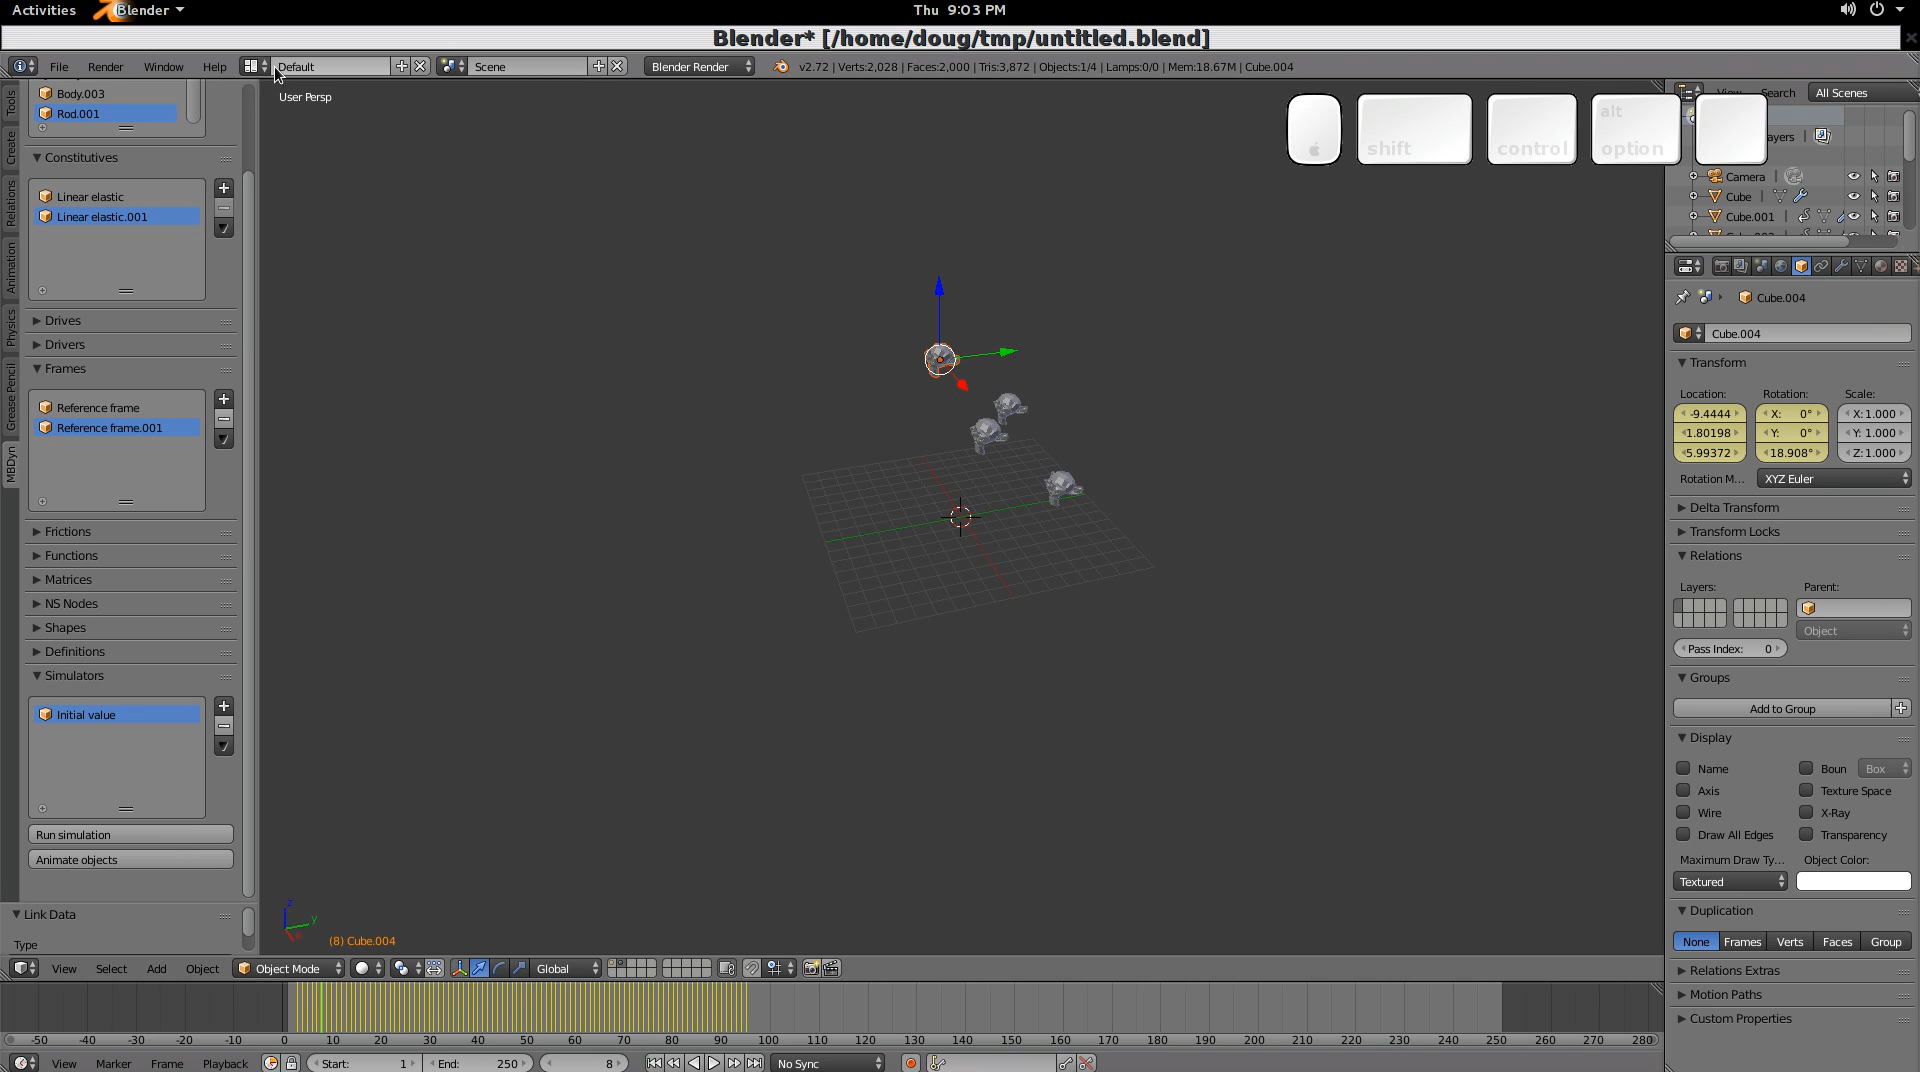 Activities Blender Thu 9:03 PM
Blender* [/home/doug/tmp/untitled.blend]
File Render Window Help Default Scene Blender Render v2.72 | Verts:2,028 | Faces:2,000 | Tris:3,872 | Objects:1/4 | Lamps:0/0 | Mem:18.67M | Cube.004
Tools
Create
Relations
Animation
Physics
Grease Pencil
MBDyn
Body.003
Rod.001
Constitutives
Linear elastic
Linear elastic.001
Drives
Drivers
Frames
Reference frame
Reference frame.001
Frictions
Functions
Matrices
NS Nodes
Shapes
Definitions
Simulators
Initial value
Run simulation
Animate objects
Link Data
Type
User Persp
shift control alt option
z
y
(8) Cube.004
View Select Add Object Object Mode Global
View Search All Scenes
ayers |
Camera |
Cube |
Cube.001 |
Cube.004
Cube.004
Transform
Location: Rotation: Scale:
-9.4444 X: 0° X: 1.000
1.80198 Y: 0° Y: 1.000
5.99372 18.908° Z: 1.000
Rotation M... XYZ Euler
Delta Transform
Transform Locks
Relations
Layers: Parent:
Object
Pass Index: 0
Groups
Add to Group
Display
Name Boun Box
Axis Texture Space
Wire X-Ray
Draw All Edges Transparency
Maximum Draw Ty... Object Color:
Textured
Duplication
None Frames Verts Faces Group
Relations Extras
Motion Paths
Custom Properties
-50 -40 -30 -20 -10 0 10 20 30 40 50 60 70 80 90 100 110 120 130 140 150 160 170 180 190 200 210 220 230 240 250 260 270 280
View Marker Frame Playback Start: 1 End: 250 8 No Sync